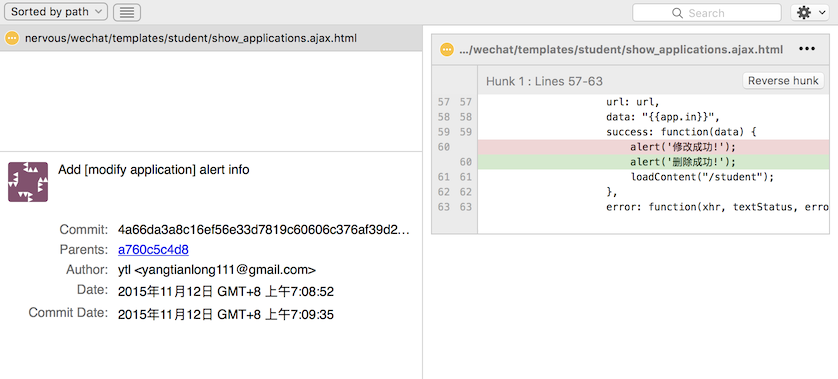 Sorted by path
Search
nervous/wechat/templates/student/show_applications.ajax.html
Add [modify application] alert info
Commit: 4a66da3a8c16ef56e33d7819c60606c376af39d2…
Parents: a760c5c4d8
Author: ytl <yangtianlong111@gmail.com>
Date: 2015年11月12日 GMT+8 上午7:08:52
Commit Date: 2015年11月12日 GMT+8 上午7:09:35
…/wechat/templates/student/show_applications.ajax.html
Hunk 1 : Lines 57-63 Reverse hunk
57 57 url: url,
58 58 data: "{{app.in}}",
59 59 success: function(data) {
60 alert('修改成功!');
60 alert('删除成功!');
61 61 loadContent("/student");
62 62 },
63 63 error: function(xhr, textStatus, erro